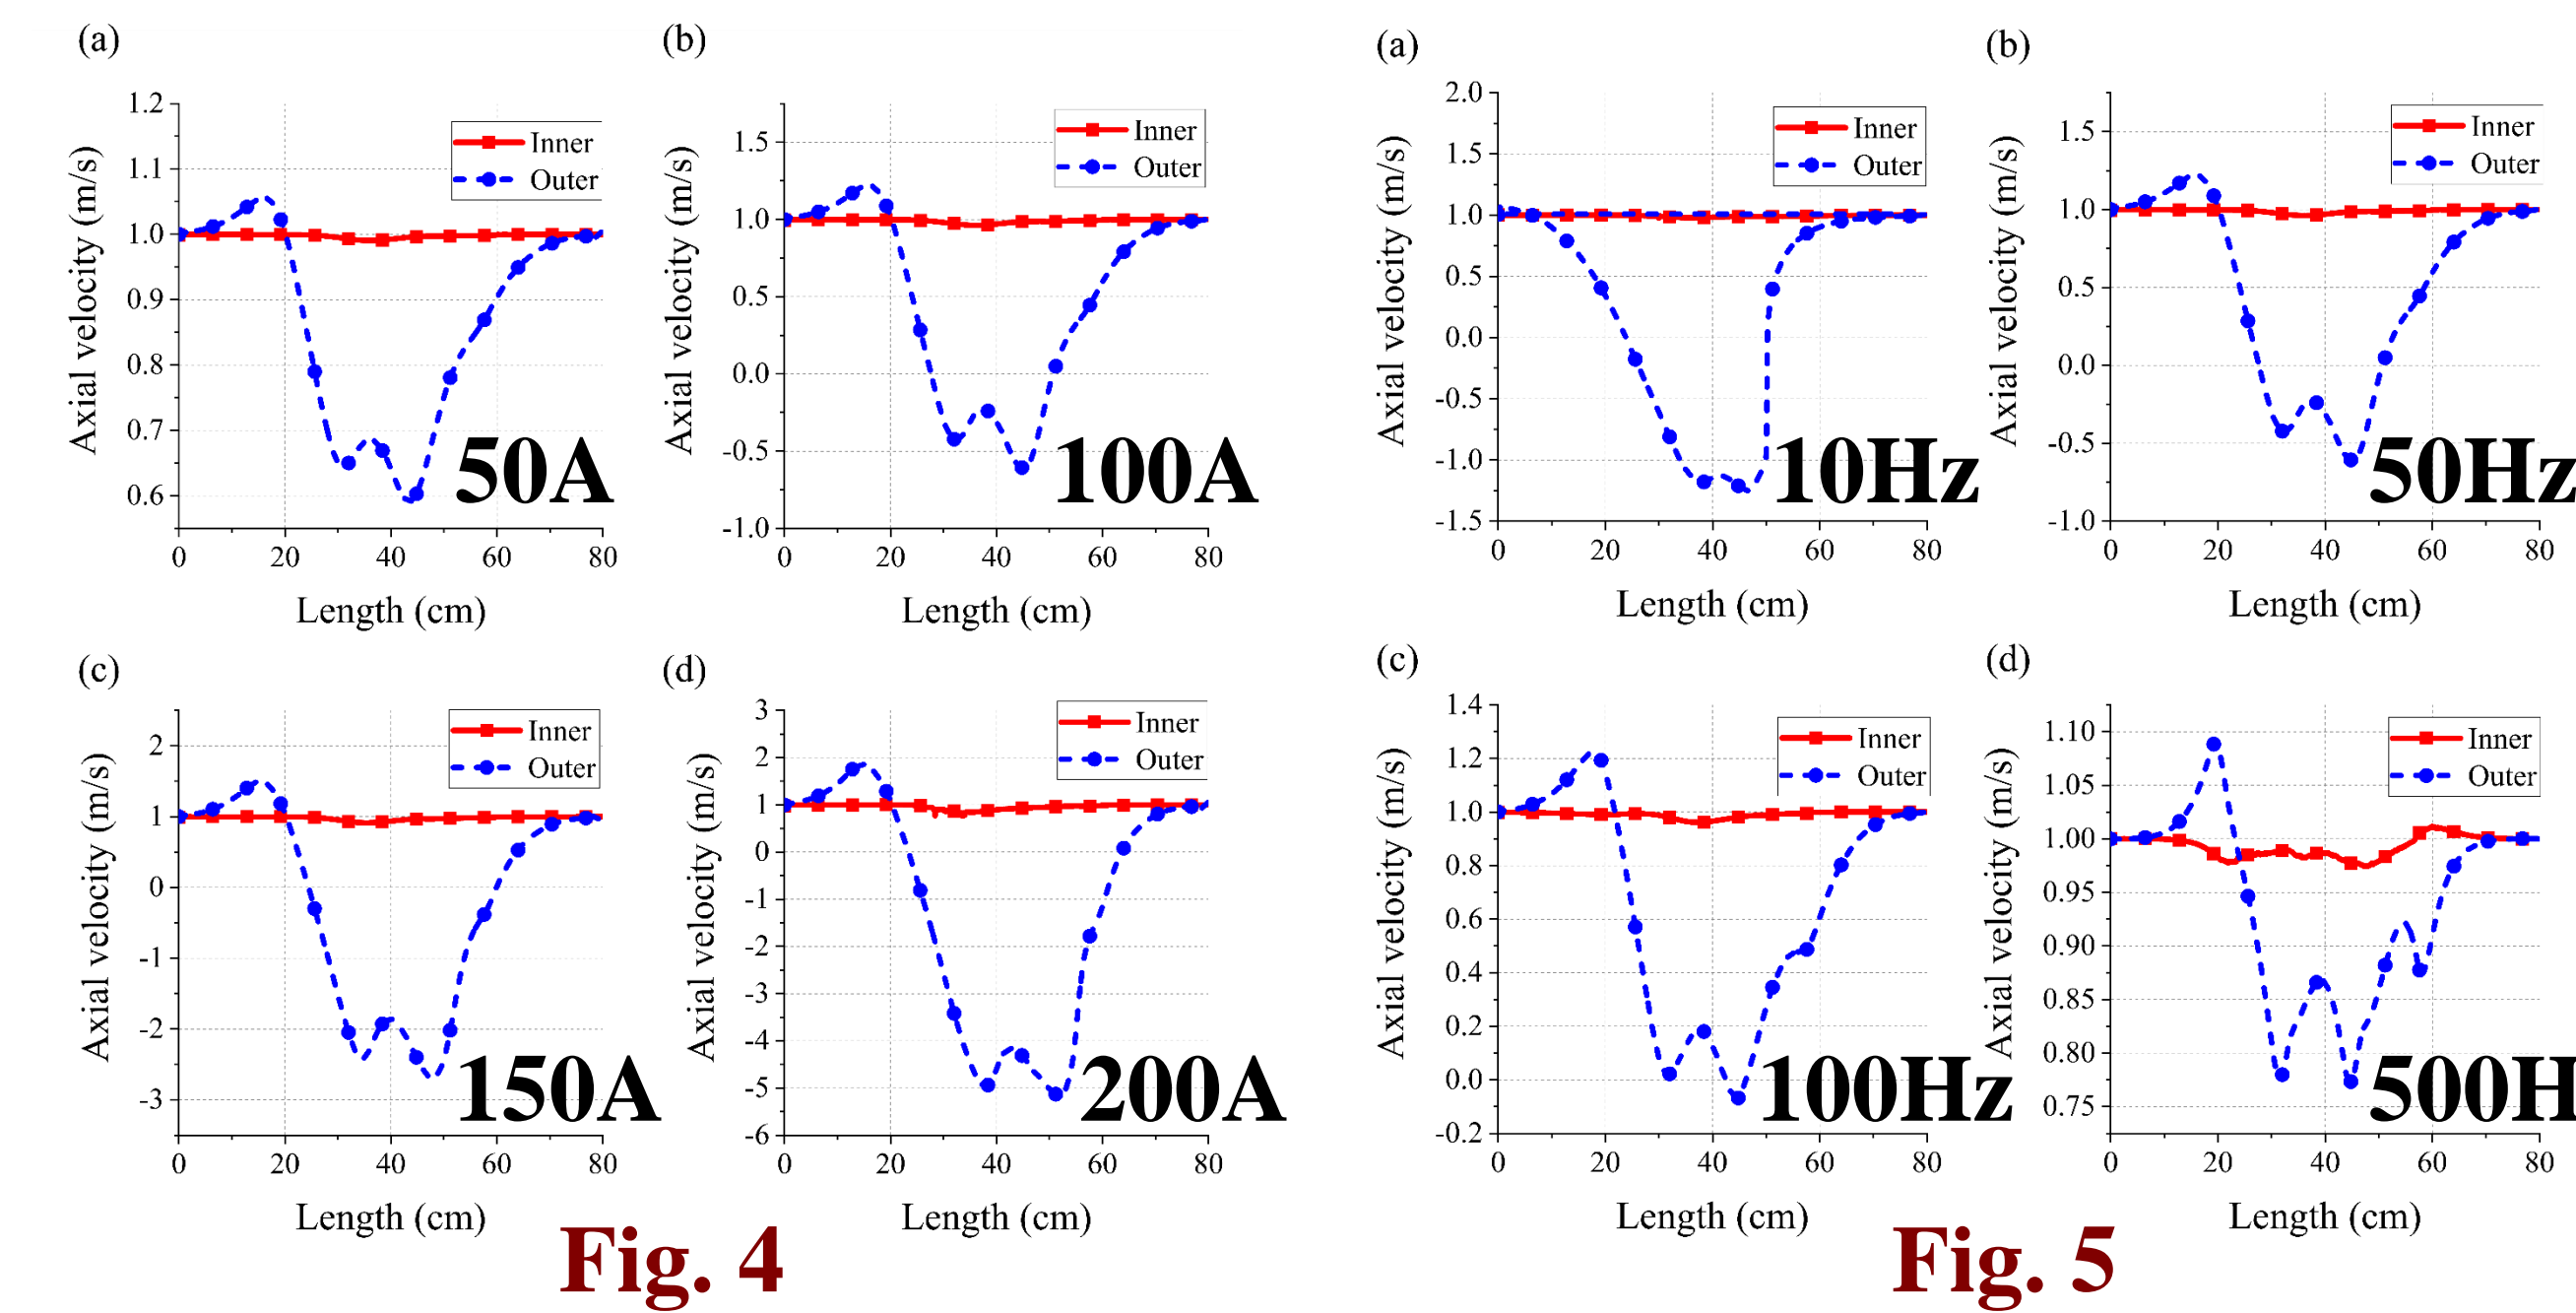 (a)
Axial velocity (m/s)
1.2
1.1
1.0
0.9
0.8
0.7
0.6
Inner
Outer
50A
0 20 40 60 80
Length (cm)
(b)
Axial velocity (m/s)
1.5
1.0
0.5
0.0
-0.5
-1.0
Inner
Outer
100A
0 20 40 60 80
Length (cm)
(c)
Axial velocity (m/s)
2
1
0
-1
-2
-3
Inner
Outer
150A
0 20 40 60 80
Length (cm)
(d)
Axial velocity (m/s)
3
2
1
0
-1
-2
-3
-4
-5
-6
Inner
Outer
200A
0 20 40 60 80
Length (cm)
Fig. 4
(a)
Axial velocity (m/s)
2.0
1.5
1.0
0.5
0.0
-0.5
-1.0
-1.5
Inner
Outer
10Hz
0 20 40 60 80
Length (cm)
(b)
Axial velocity (m/s)
1.5
1.0
0.5
0.0
-0.5
-1.0
Inner
Outer
50Hz
0 20 40 60 80
Length (cm)
(c)
Axial velocity (m/s)
1.4
1.2
1.0
0.8
0.6
0.4
0.2
0.0
-0.2
Inner
Outer
100Hz
0 20 40 60 80
Length (cm)
(d)
Axial velocity (m/s)
1.10
1.05
1.00
0.95
0.90
0.85
0.80
0.75
Inner
Outer
500H
0 20 40 60 80
Length (cm)
Fig. 5